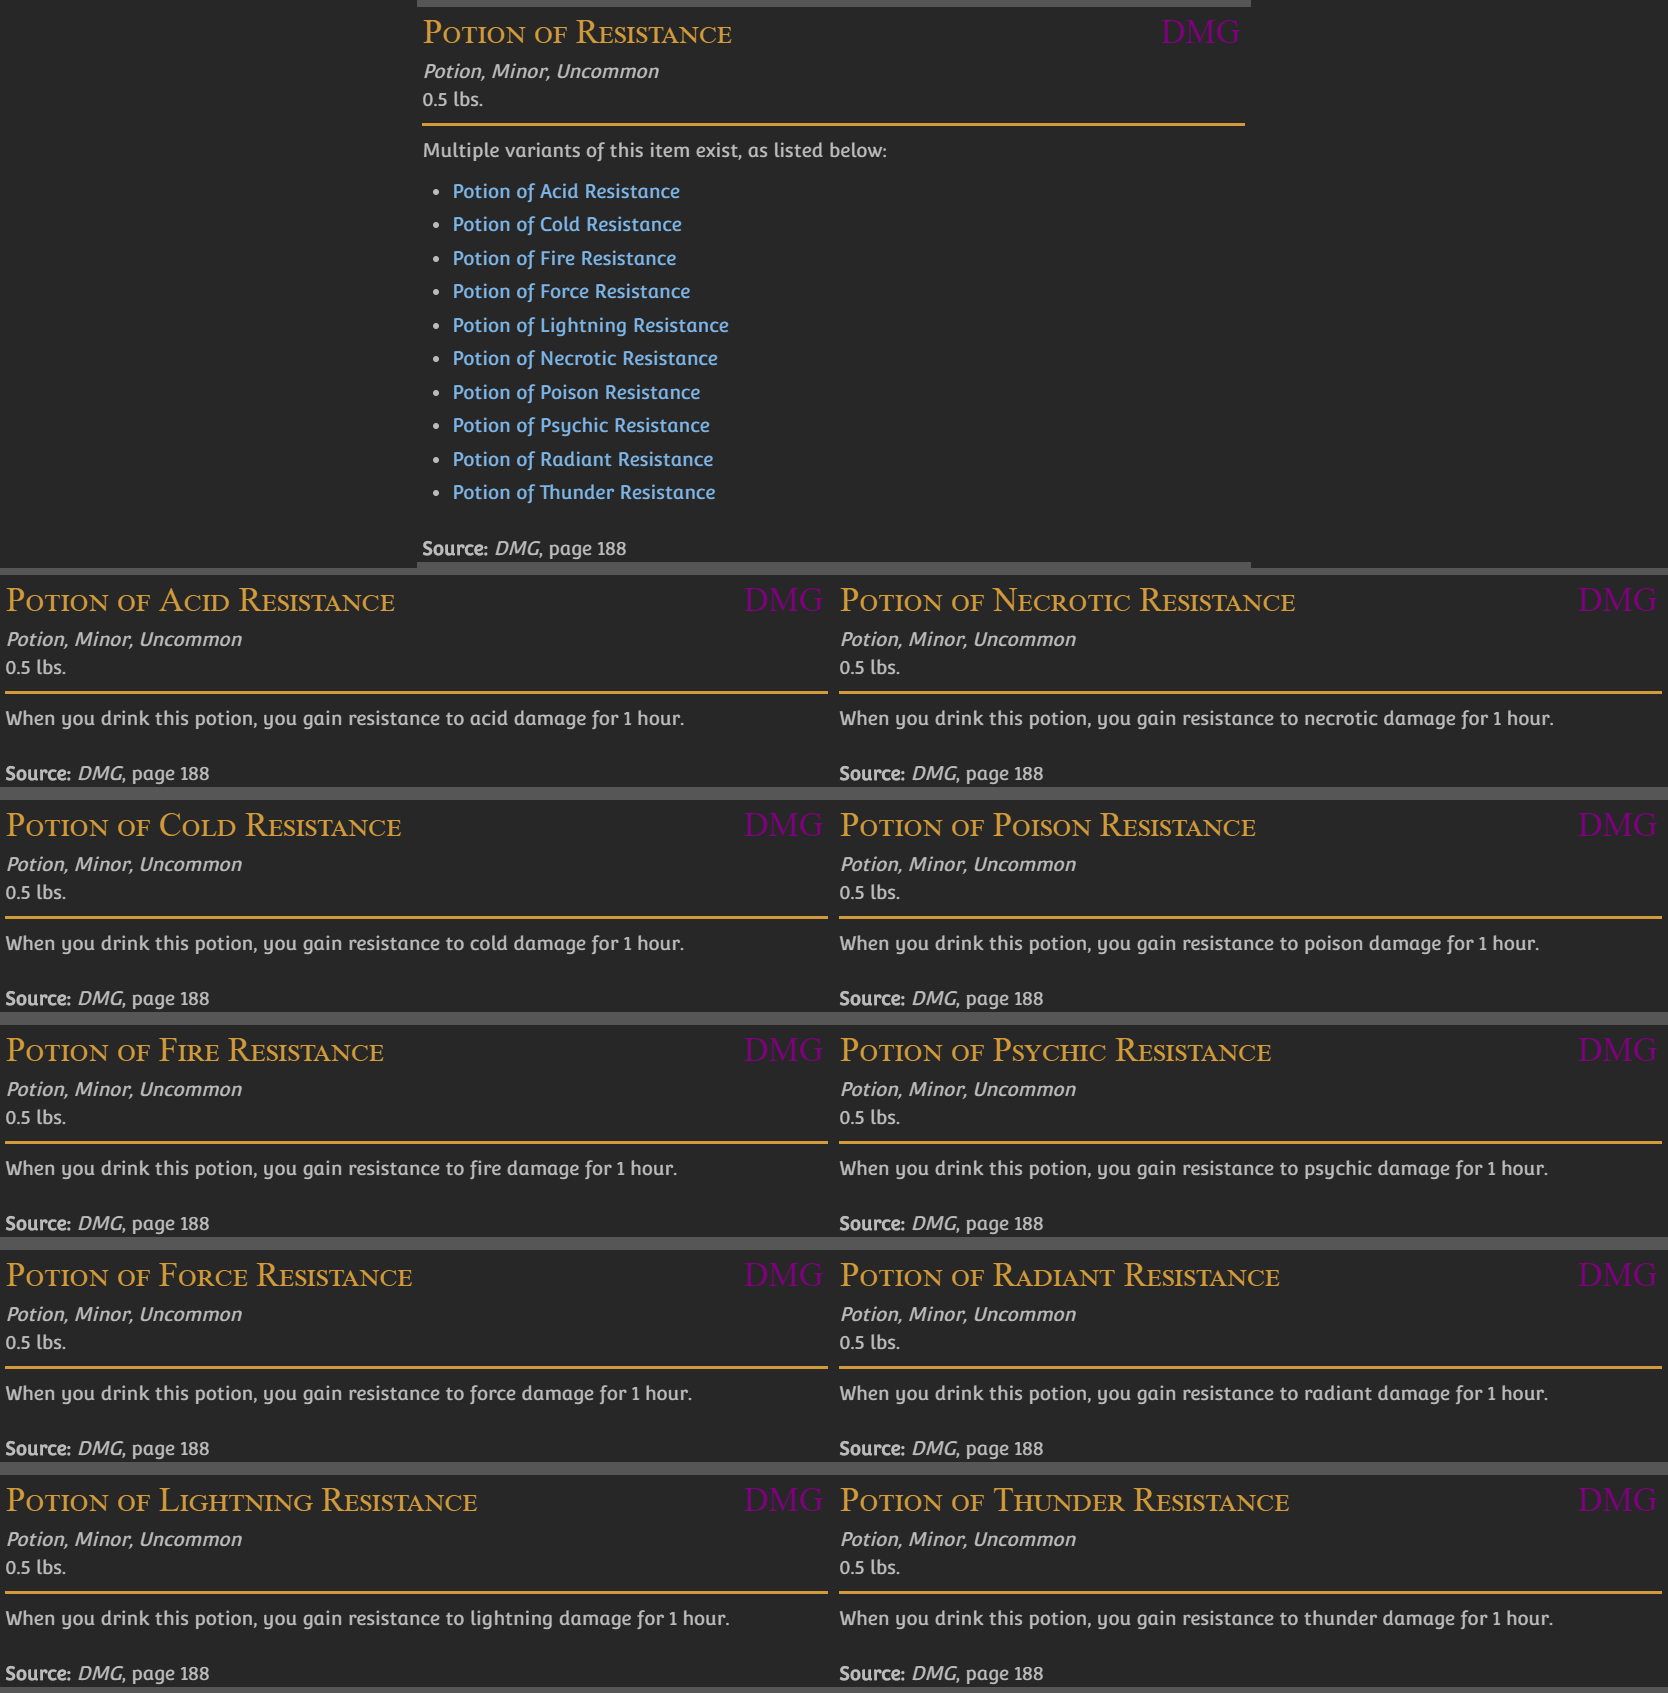 Potion of Resistance DMG
Potion, Minor, Uncommon
0.5 lbs.
Multiple variants of this item exist, as listed below:
• Potion of Acid Resistance
• Potion of Cold Resistance
• Potion of Fire Resistance
• Potion of Force Resistance
• Potion of Lightning Resistance
• Potion of Necrotic Resistance
• Potion of Poison Resistance
• Potion of Psychic Resistance
• Potion of Radiant Resistance
• Potion of Thunder Resistance
Source: DMG, page 188
Potion of Acid Resistance DMG
Potion, Minor, Uncommon
0.5 lbs.
When you drink this potion, you gain resistance to acid damage for 1 hour.
Source: DMG, page 188
Potion of Cold Resistance DMG
Potion, Minor, Uncommon
0.5 lbs.
When you drink this potion, you gain resistance to cold damage for 1 hour.
Source: DMG, page 188
Potion of Fire Resistance DMG
Potion, Minor, Uncommon
0.5 lbs.
When you drink this potion, you gain resistance to fire damage for 1 hour.
Source: DMG, page 188
Potion of Force Resistance DMG
Potion, Minor, Uncommon
0.5 lbs.
When you drink this potion, you gain resistance to force damage for 1 hour.
Source: DMG, page 188
Potion of Lightning Resistance DMG
Potion, Minor, Uncommon
0.5 lbs.
When you drink this potion, you gain resistance to lightning damage for 1 hour.
Source: DMG, page 188
Potion of Necrotic Resistance DMG
Potion, Minor, Uncommon
0.5 lbs.
When you drink this potion, you gain resistance to necrotic damage for 1 hour.
Source: DMG, page 188
Potion of Poison Resistance DMG
Potion, Minor, Uncommon
0.5 lbs.
When you drink this potion, you gain resistance to poison damage for 1 hour.
Source: DMG, page 188
Potion of Psychic Resistance DMG
Potion, Minor, Uncommon
0.5 lbs.
When you drink this potion, you gain resistance to psychic damage for 1 hour.
Source: DMG, page 188
Potion of Radiant Resistance DMG
Potion, Minor, Uncommon
0.5 lbs.
When you drink this potion, you gain resistance to radiant damage for 1 hour.
Source: DMG, page 188
Potion of Thunder Resistance DMG
Potion, Minor, Uncommon
0.5 lbs.
When you drink this potion, you gain resistance to thunder damage for 1 hour.
Source: DMG, page 188